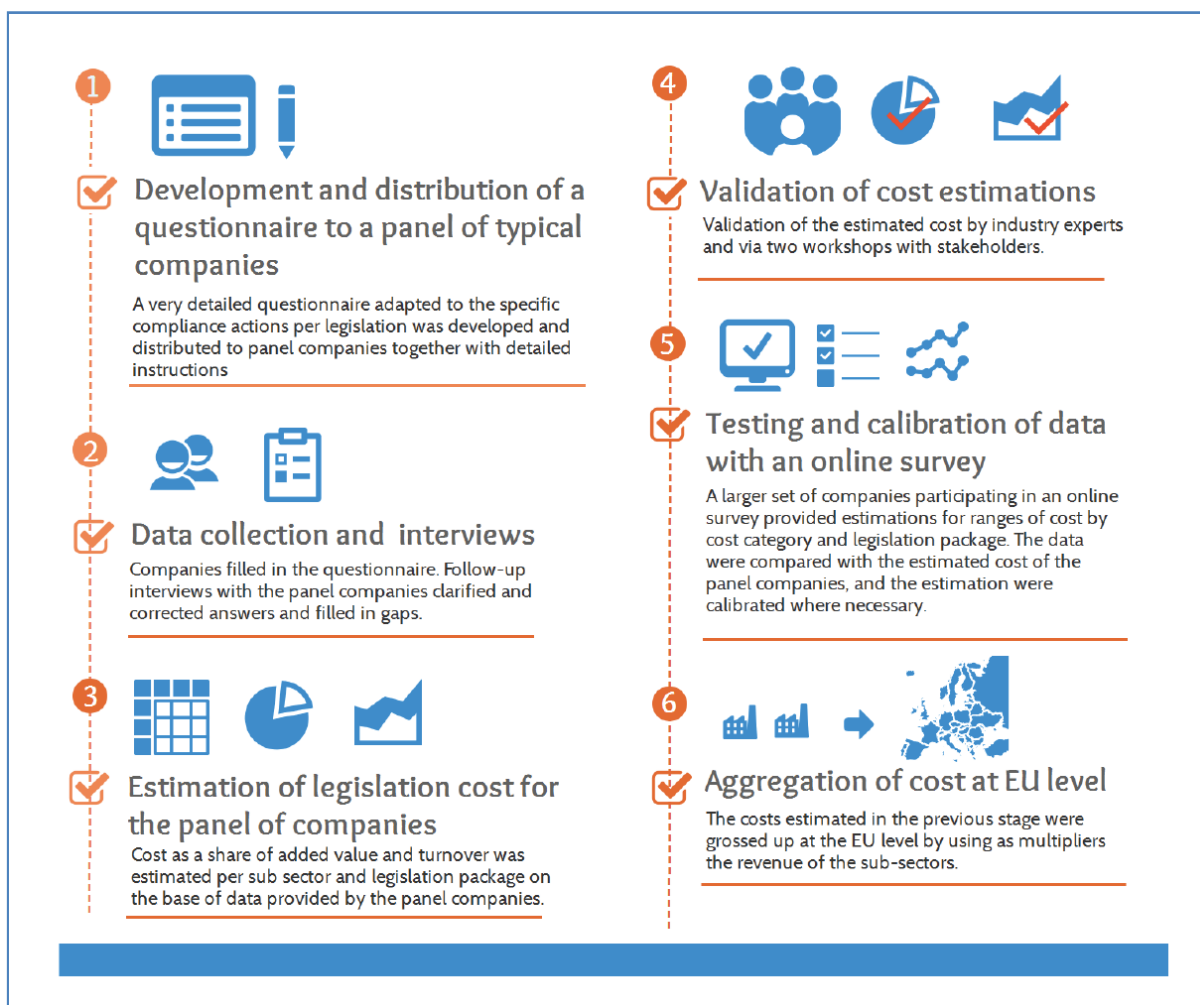 1
Development and distribution of a
questionnaire to a panel of typical
companies
A very detailed questionnaire adapted to the specific
compliance actions per legislation was developed and
distributed to panel companies together with detailed
instructions
2
Data collection and interviews
Companies filled in the questionnaire. Follow-up
interviews with the panel companies clarified and
corrected answers and filled in gaps.
3
Estimation of legislation cost for
the panel of companies
Cost as a share of added value and turnover was
estimated per sub sector and legislation package on
the base of data provided by the panel companies.
4
Validation of cost estimations
Validation of the estimated cost by industry experts
and via two workshops with stakeholders.
5
Testing and calibration of data
with an online survey
A larger set of companies participating in an online
survey provided estimations for ranges of cost by
cost category and legislation package. The data
were compared with the estimated cost of the
panel companies, and the estimation were
calibrated where necessary.
6
Aggregation of cost at EU level
The costs estimated in the previous stage were
grossed up at the EU level by using as multipliers
the revenue of the sub-sectors.